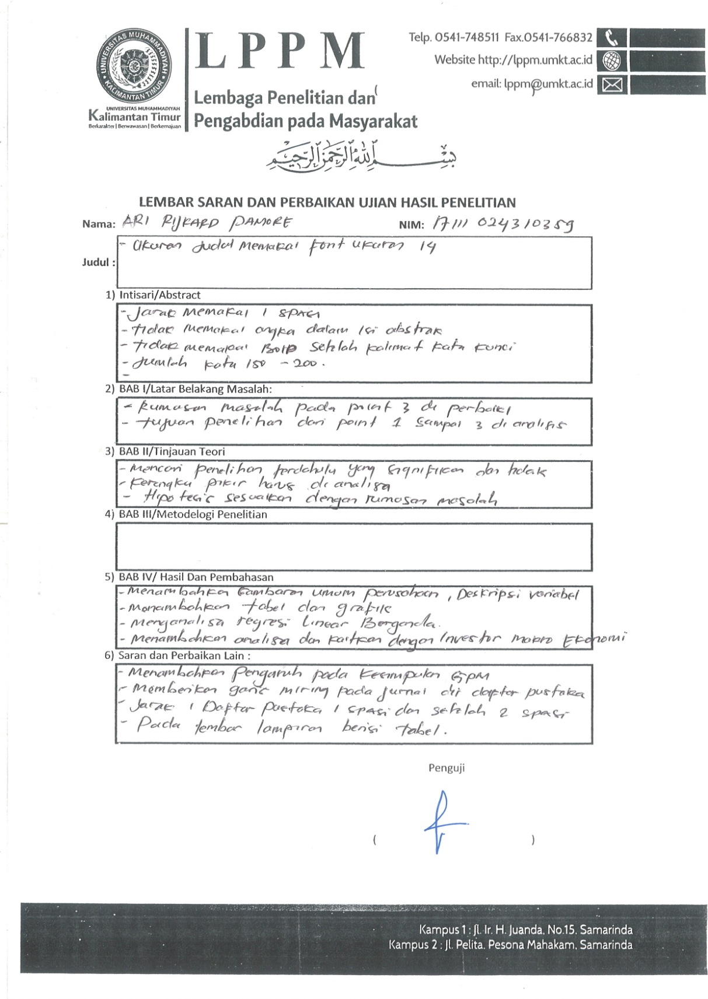 UNIVERSITAS MUHAMMADIYAH
KALIMANTAN TIMUR
UNIVERSITAS MUHAMMADIYAH
Kalimantan Timur
Berkarakter | Berwawasan | Berkemajuan
LPPM
Lembaga Penelitian dan
Pengabdian pada Masyarakat
Telp. 0541-748511 Fax.0541-766832
Website http://lppm.umkt.ac.id
email: lppm@umkt.ac.id
بِسْمِ اللَّهِ الرَّحْمَٰنِ الرَّحِيمِ
LEMBAR SARAN DAN PERBAIKAN UJIAN HASIL PENELITIAN
Nama: ARI RIJKARD DAMORE NIM: 17111 024310359
Judul :
- Ukuran Judul Memakai font ukuran 14
1) Intisari/Abstract
- Jarak Memakai 1 SPASI
- tidak Memakai angka dalam isi abstrak
- tidak memakai Bold setelah kalimat kata kunci
- Jumlah kata 150 - 200.
-
2) BAB I/Latar Belakang Masalah:
- Rumusan masalah pada point 3 di perbaiki
- tujuan penelitian dari point 1 sampai 3 di analisis
3) BAB II/Tinjauan Teori
- Mencari penelitian terdahulu yang signifikan dan tidak
- Kerangka pikir harus di analisa
- Hipotesis sesuaikan dengan rumusan masalah
4) BAB III/Metodelogi Penelitian
5) BAB IV/ Hasil Dan Pembahasan
- Menambahkan Gambaran umum perusahaan, Deskripsi variabel
- Menambahkan tabel dan grafik
- Menganalisa regresi Linear Berganda.
- Menambahkan analisa dan kaitkan dengan Investor makro Ekonomi
6) Saran dan Perbaikan Lain :
- Menambahkan Pengaruh pada Kesimpulan GPM
- Memberikan garis miring pada jurnal di daftar pustaka
- Jarak 1 Daftar Pustaka 1 spasi dan setelah 2 spasi
- Pada lembar lampiran berisi tabel.
Penguji
( )
Kampus 1 : Jl. Ir. H. Juanda. No.15. Samarinda
Kampus 2 : Jl. Pelita. Pesona Mahakam, Samarinda